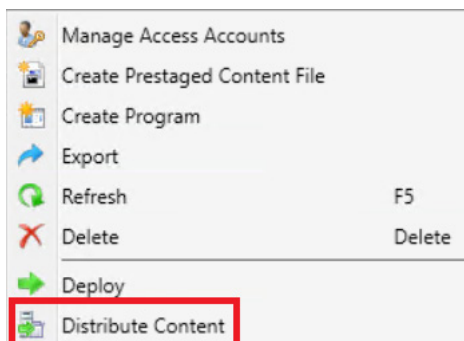 Manage Access Accounts
Create Prestaged Content File
Create Program
Export
Refresh F5
Delete Delete
Deploy
Distribute Content